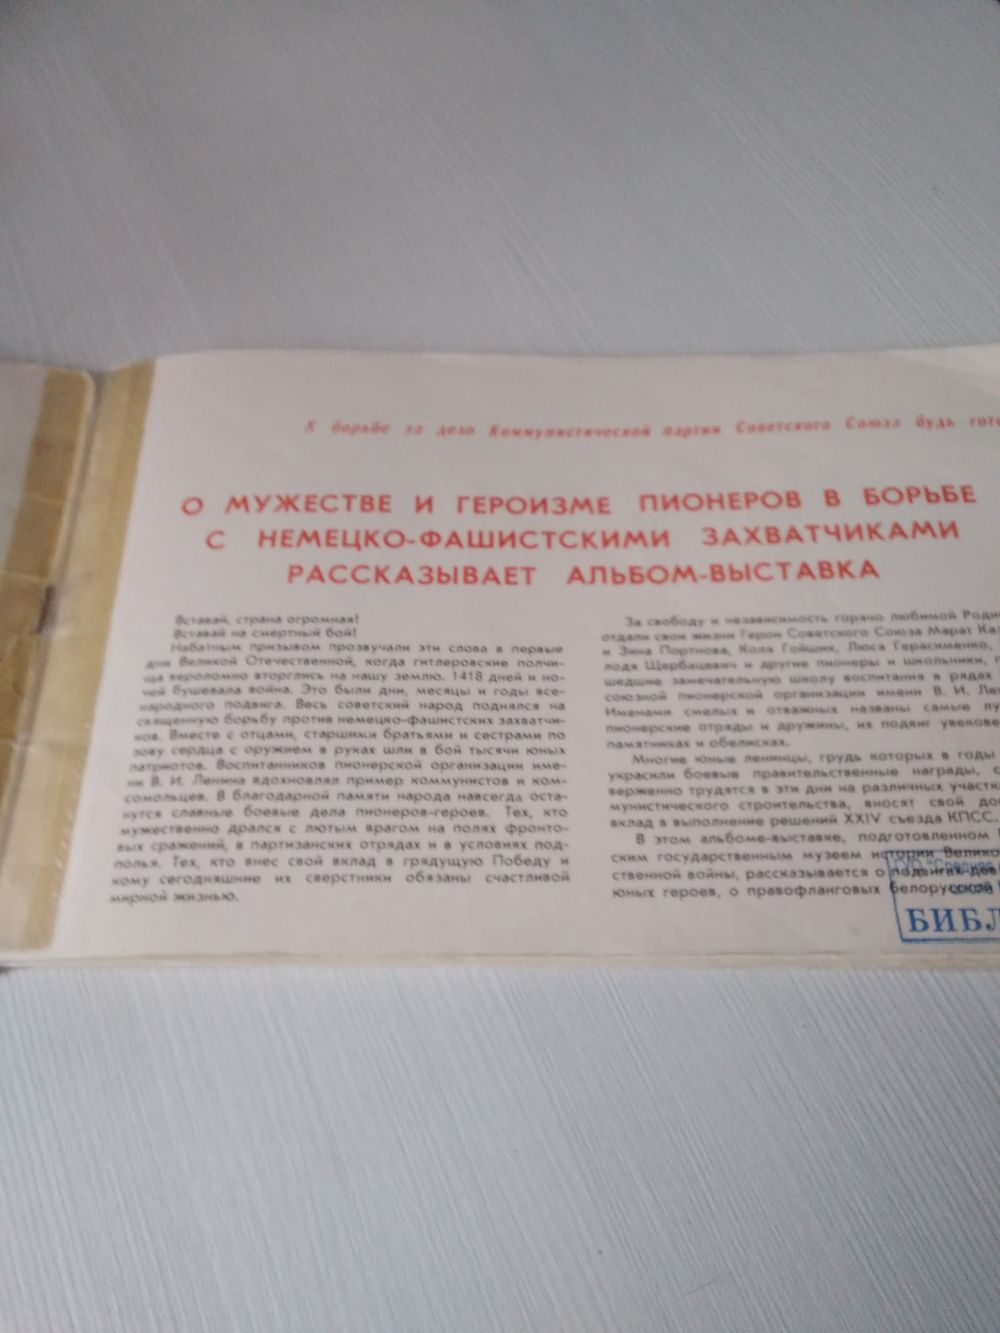 К борьбе за дело Коммунистической партии Советского Союза будь
О МУЖЕСТВЕ И ГЕРОИЗМЕ ПИОНЕРОВ В БОРЬБЕ
С НЕМЕЦКО-ФАШИСТСКИМИ ЗАХВАТЧИКАМИ
РАССКАЗЫВАЕТ АЛЬБОМ-ВЫСТАВКА
Вставай, страна огромная!
Вставай на смертный бой!
Набатным призывом прозвучали эти слова в первые
дни Великой Отечественной, когда гитлеровские полчи-
ща вероломно вторглись на нашу землю. 1418 дней и но-
чей бушевала война. Это были дни, месяцы и годы все-
народного подвига. Весь советский народ поднялся на
священную борьбу против немецко-фашистских захватчи-
ков. Вместе с отцами, старшими братьями и сестрами по
зову сердца с оружием в руках шли в бой тысячи юных
патриотов. Воспитанников пионерской организации име-
ни В. И. Ленина вдохновлял пример коммунистов и ком-
сомольцев. В благодарной памяти народа навсегда оста-
нутся славные боевые дела пионеров-героев. Тех, кто
мужественно дрался с лютым врагом на полях фронто-
вых сражений, в партизанских отрядах и в условиях под-
полья. Тех, кто внес свой вклад в грядущую Победу и
кому сегодняшние их сверстники обязаны счастливой
мирной жизнью.
За свободу и независимость горячо любимой
отдали свои жизни Герои Советского Союза Марат
и Зина Портнова, Коля Гойшик, Люся Герасименко,
лодя Щербацевич и другие пионеры и школьники,
шедшие замечательную школу воспитания в рядах
союзной пионерской организации имени В. И.
Именами смелых и отважных названы самые
пионерские отряды и дружины, их подвиг
памятниках и обелисках.
Многие юные ленинцы, грудь которых в годы
украсили боевые правительственные награды,
верженно трудятся в эти дни на различных
мунистического строительства, вносят свой
вклад в выполнение решений XXIV съезда КПСС.
В этом альбоме-выставке, подготовленном
ским государственным музеем истории
ственной войны, рассказывается о подвигах
юных героев, о правофланговых белорусской
БИБЛ